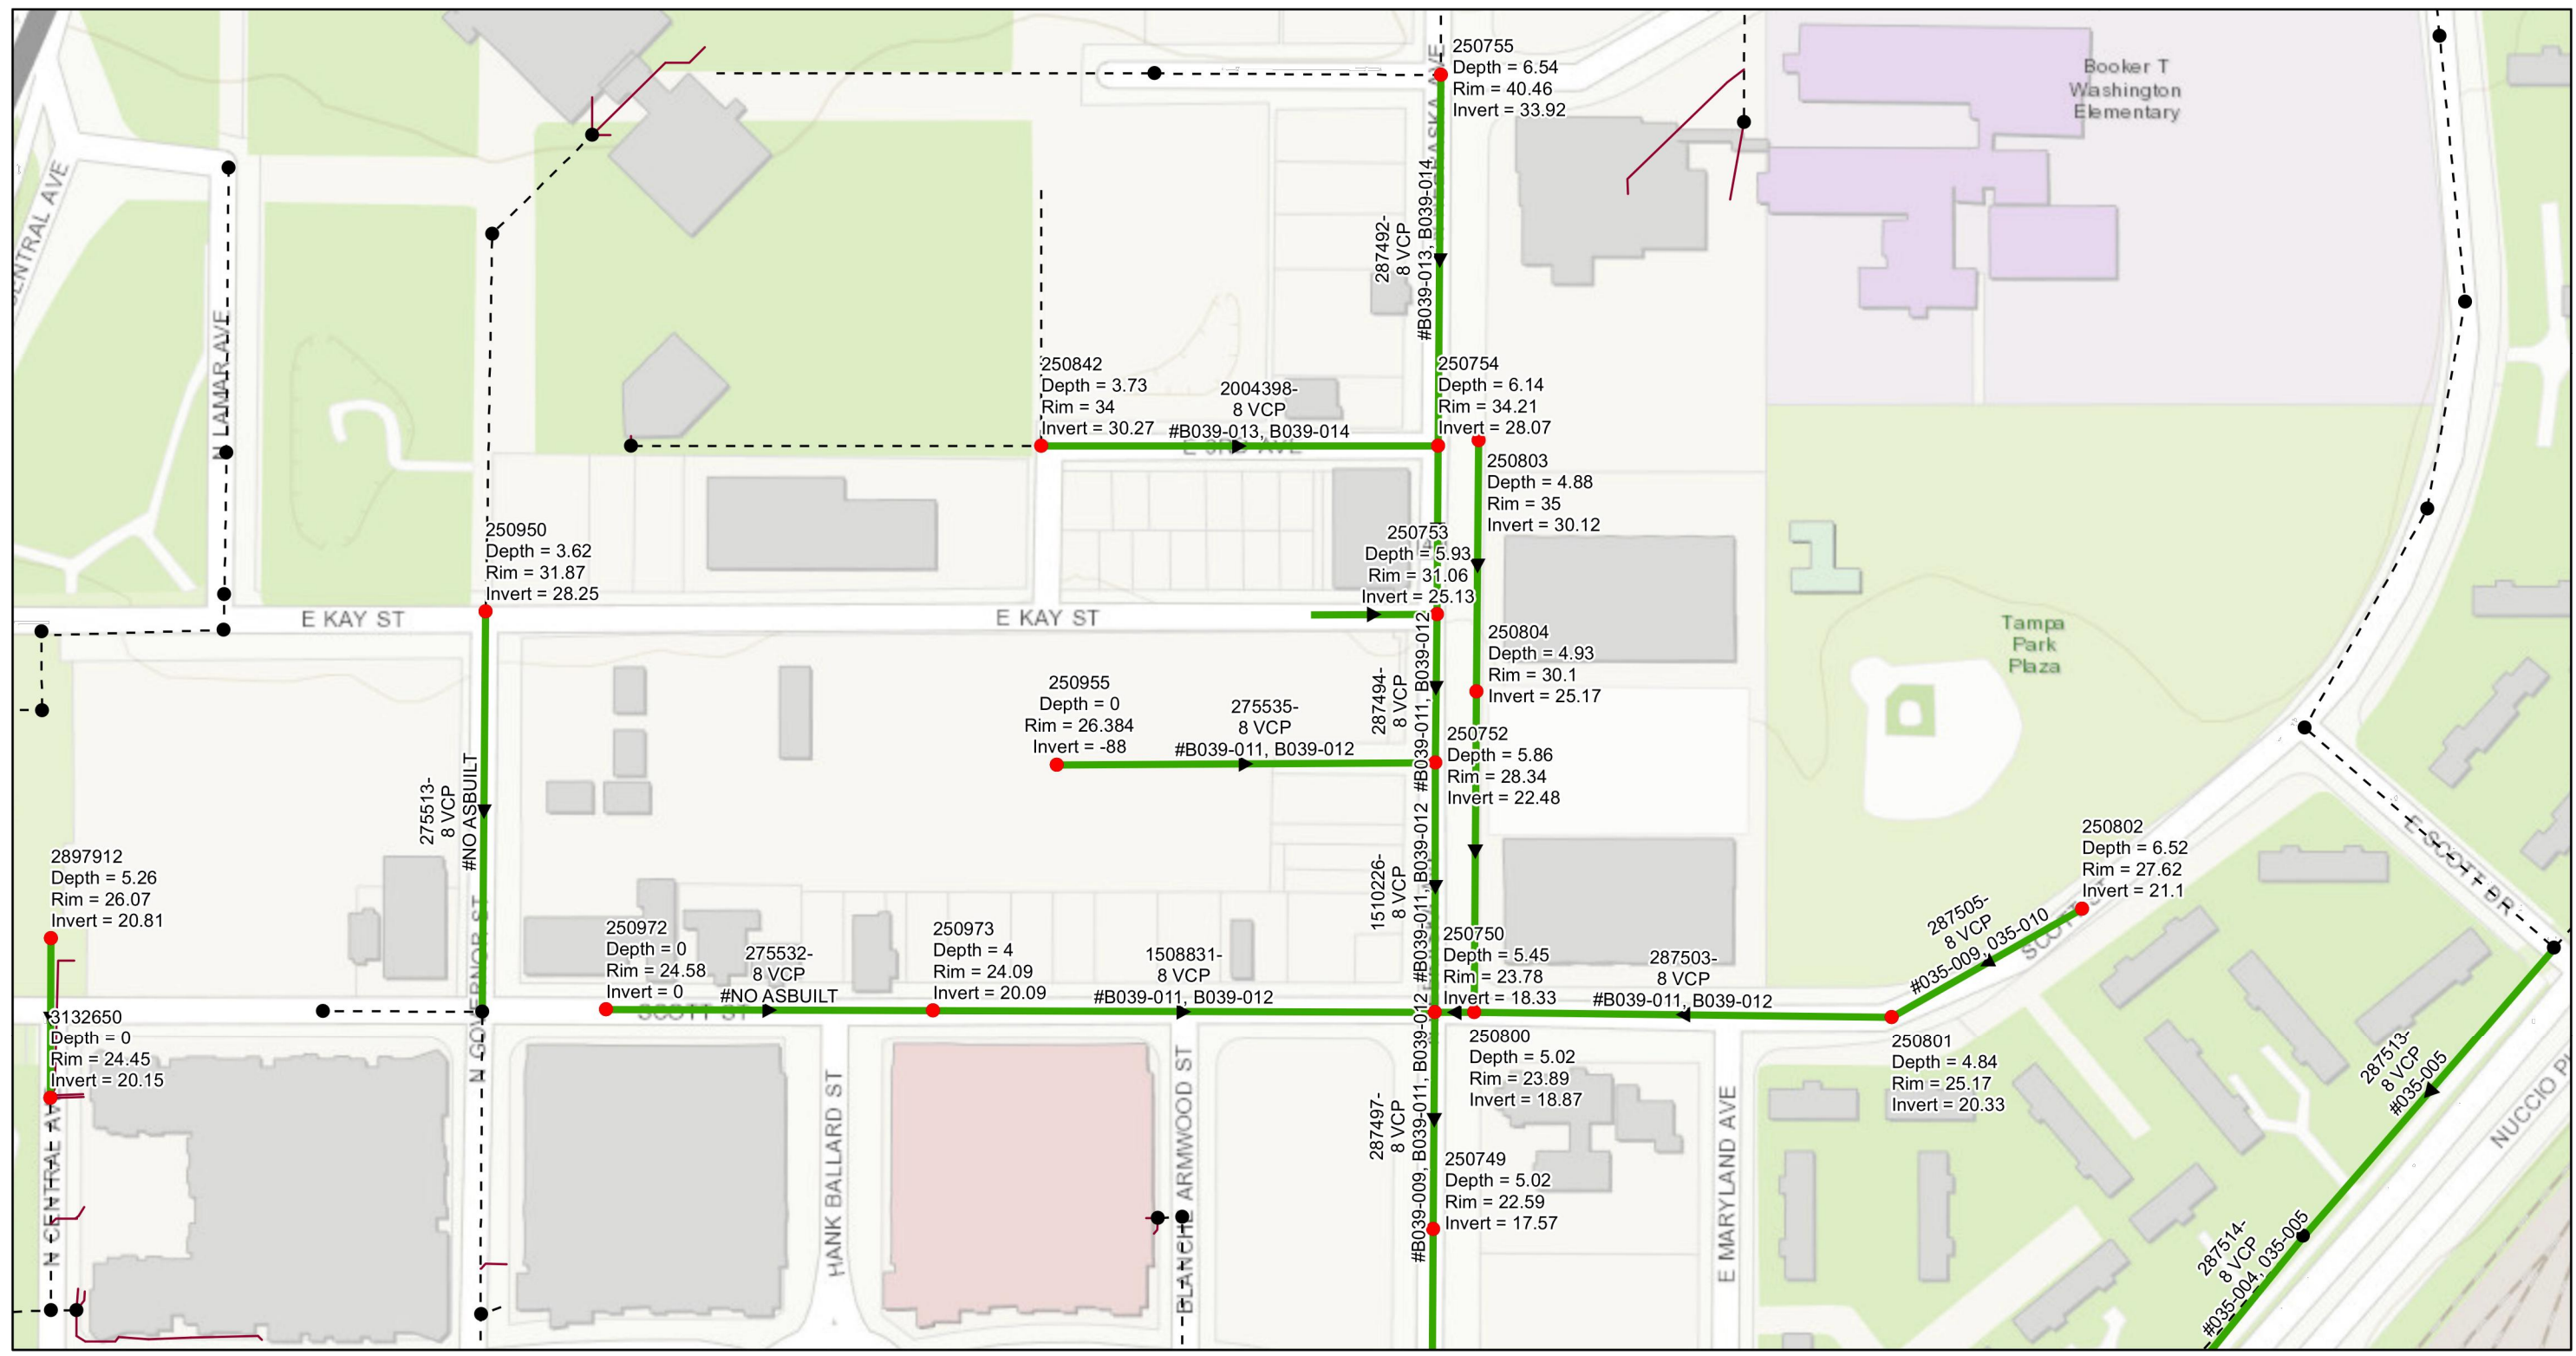 250755
Depth = 6.54
Rim = 40.46
Invert = 33.92
Booker T
Washington
Elementary
CENTRAL AVE
N LAMAR AVE
287492-
8 VCP
#B039-013, B039-014
250842
Depth = 3.73
Rim = 34
Invert = 30.27
2004398-
8 VCP
#B039-013, B039-014
E 3RD AVE
250754
Depth = 6.14
Rim = 34.21
Invert = 28.07
250803
Depth = 4.88
Rim = 35
Invert = 30.12
250950
Depth = 3.62
Rim = 31.87
Invert = 28.25
250753
Depth = 5.93
Rim = 31.06
Invert = 25.13
E KAY ST
E KAY ST
250804
Depth = 4.93
Rim = 30.1
Invert = 25.17
Tampa
Park
Plaza
250955
Depth = 0
Rim = 26.384
Invert = -88
275535-
8 VCP
#B039-011, B039-012
287494-
8 VCP
#B039-011, B039-012
250752
Depth = 5.86
Rim = 28.34
Invert = 22.48
275513-
8 VCP
#NO ASBUILT
2897912
Depth = 5.26
Rim = 26.07
Invert = 20.81
250802
Depth = 6.52
Rim = 27.62
Invert = 21.1
E SCOTT DR
1510226-
8 VCP
#B039-011, B039-012
250972
Depth = 0
Rim = 24.58
Invert = 0
275532-
8 VCP
#NO ASBUILT
SCOTT ST
250973
Depth = 4
Rim = 24.09
Invert = 20.09
1508831-
8 VCP
#B039-011, B039-012
250750
Depth = 5.45
Rim = 23.78
Invert = 18.33
287503-
8 VCP
#B039-011, B039-012
287505-
8 VCP
#035-009, 035-010
N GOVERNOR ST
3132650
Depth = 0
Rim = 24.45
Invert = 20.15
250800
Depth = 5.02
Rim = 23.89
Invert = 18.87
250801
Depth = 4.84
Rim = 25.17
Invert = 20.33
287513-
8 VCP
#035-005
N CENTRAL AVE
HANK BALLARD ST
BLANCHE ARMWOOD ST
287497-
8 VCP
#B039-009, B039-011, B039-012
250749
Depth = 5.02
Rim = 22.59
Invert = 17.57
E MARYLAND AVE
287514-
8 VCP
#035-004, 035-005